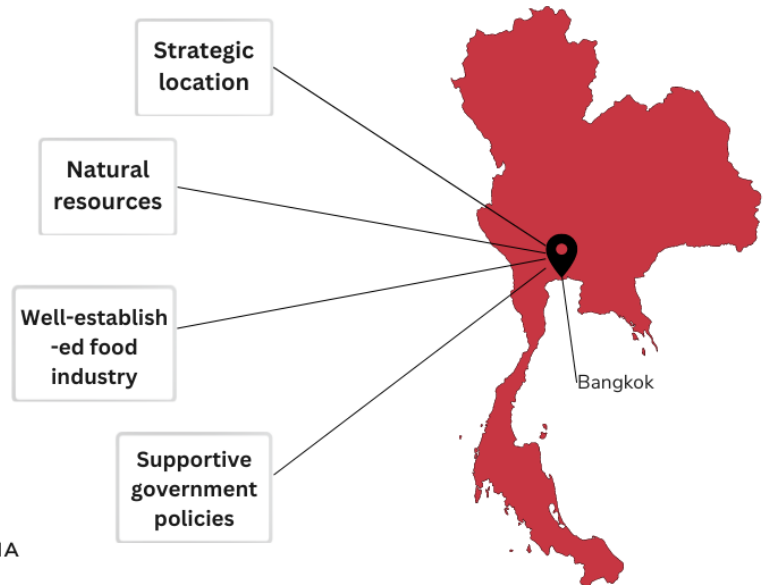 Strategic
location
Natural
resources
Well-establish
-ed food
industry
Bangkok
Supportive
government
policies